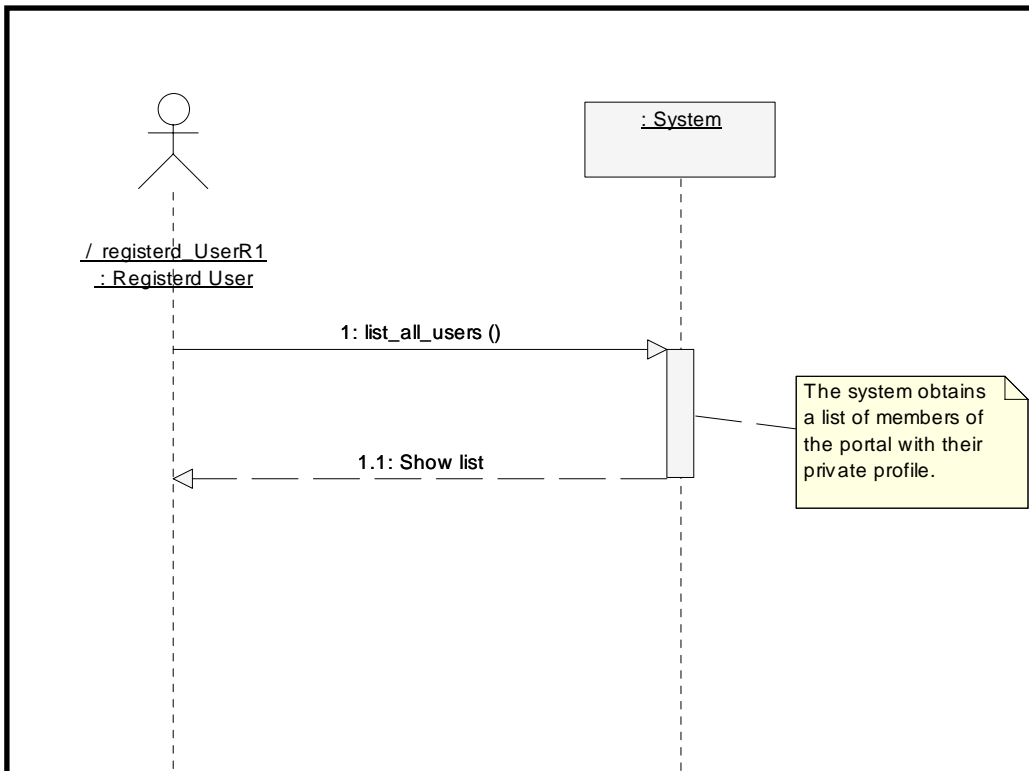 : System
/ registerd_UserR1
: Registerd User
1: list_all_users ()
The system obtains
a list of members of
the portal with their
private profile.
1.1: Show list